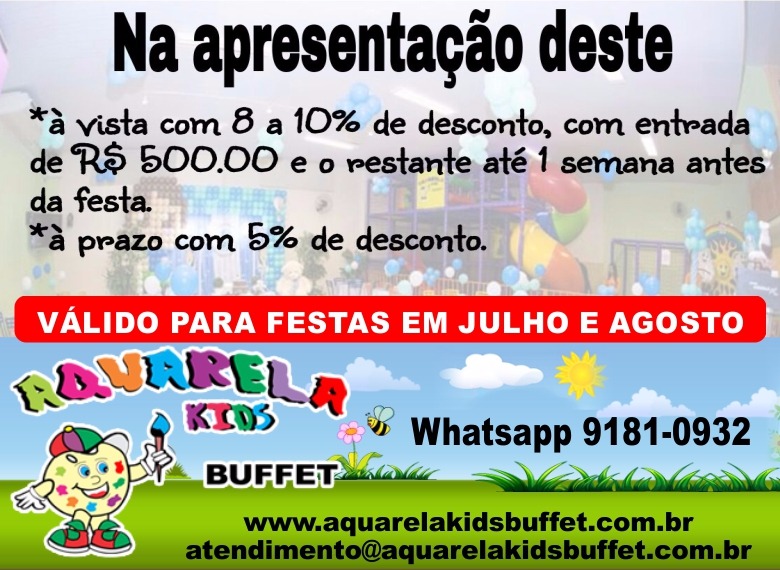 Na apresentação deste
*à vista com 8 a 10% de desconto, com entrada
de R$ 500.00 e o restante até 1 semana antes
da festa.
*à prazo com 5% de desconto.
VÁLIDO PARA FESTAS EM JULHO E AGOSTO
AQUARELA
KIDS
BUFFET
Whatsapp 9181-0932
www.aquarelakidsbuffet.com.br
atendimento@aquarelakidsbuffet.com.br